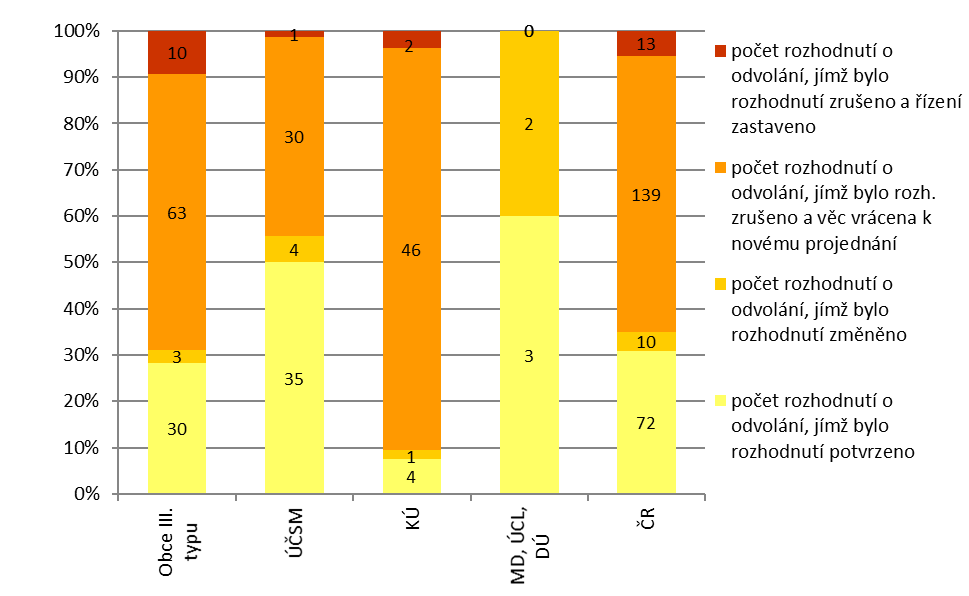 100%
90%
80%
70%
60%
50%
40%
30%
20%
10%
0%
10
63
3
30
1
30
4
35
2
46
1
4
0
2
3
13
139
10
72
Obce III.
typu
ÚČSM
KÚ
MD, ÚCL,
DÚ
ČR
počet rozhodnutí o
odvolání, jímž bylo
rozhodnutí zrušeno a řízení
zastaveno
počet rozhodnutí o
odvolání, jímž bylo rozh.
zrušeno a věc vrácena k
novému projednání
počet rozhodnutí o
odvolání, jímž bylo
rozhodnutí změněno
počet rozhodnutí o
odvolání, jímž bylo
rozhodnutí potvrzeno